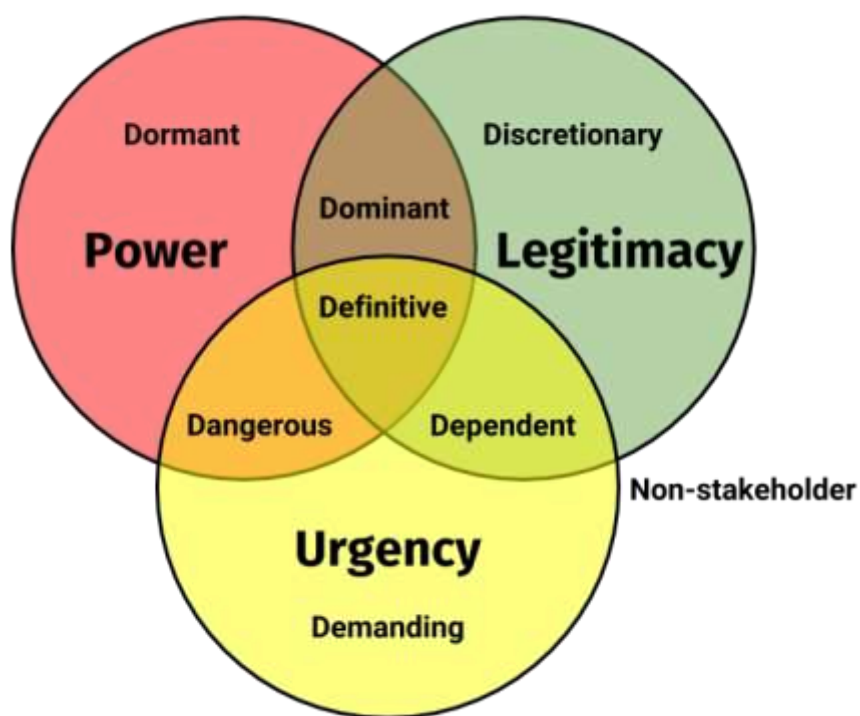 Dormant
Discretionary
Dominant
Power
Legitimacy
Definitive
Dangerous
Dependent
Non-stakeholder
Urgency
Demanding